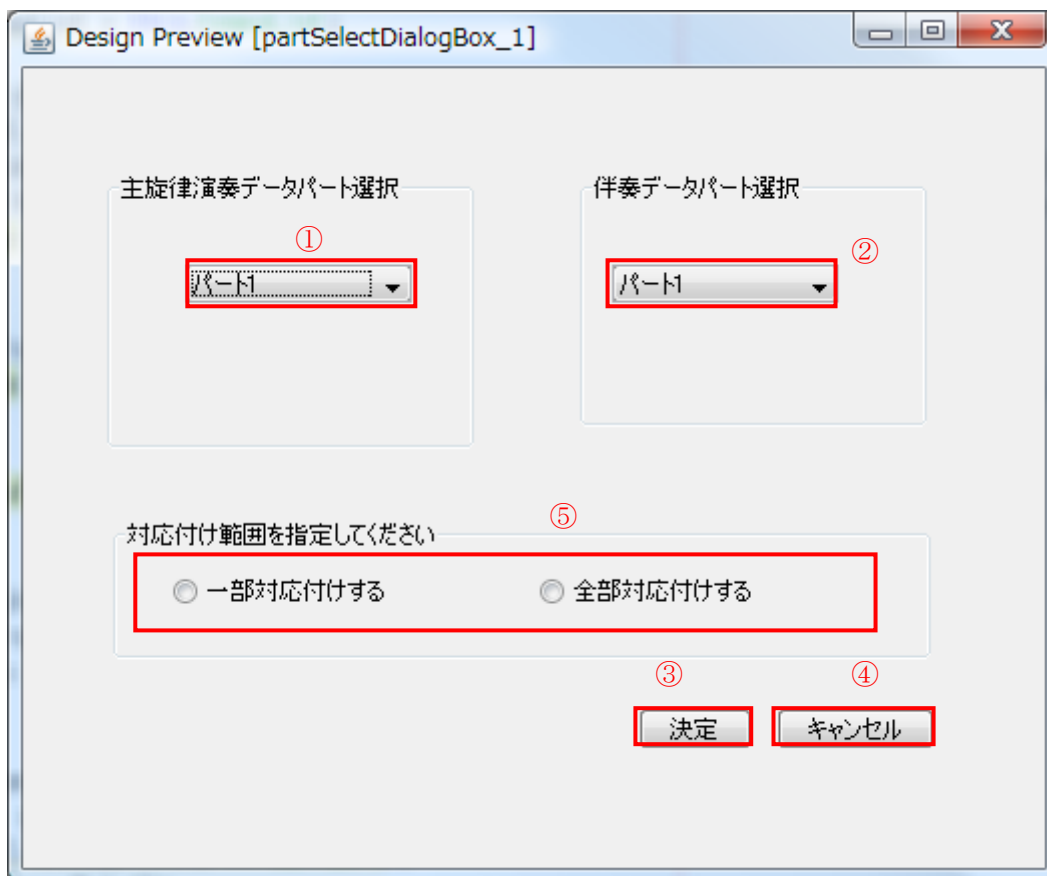 Design Preview [partSelectDialogBox_1]
主旋律演奏データパート選択
伴奏データパート選択
①
②
パート1
パート1
⑤
対応付け範囲を指定してください
一部対応付けする
全部対応付けする
③
④
決定
キャンセル